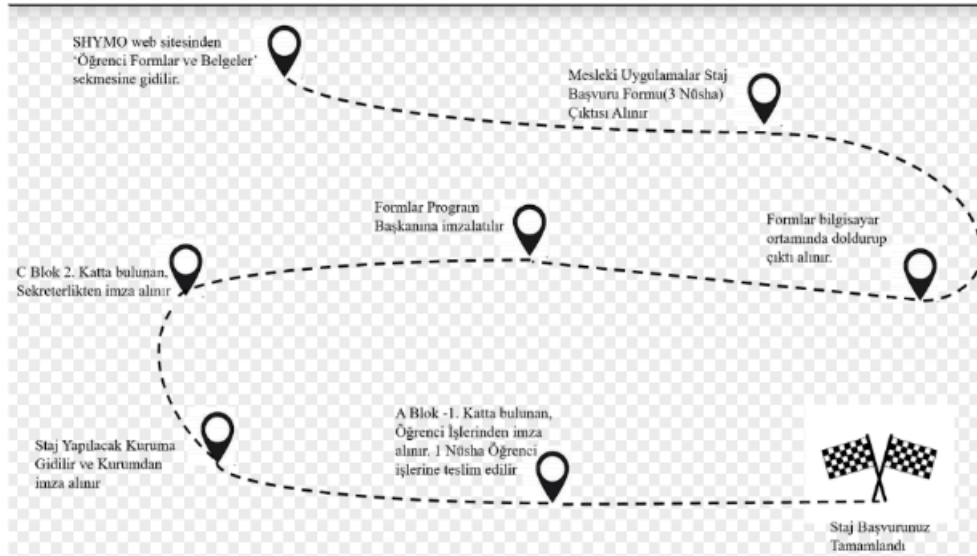 SHYMO web sitesinden
‘Öğrenci Formlar ve Belgeler’
sekmesine gidilir.
Mesleki Uygulamalar Staj
Başvuru Formu(3 Nüsha)
Çıktısı Alınır
Formlar bilgisayar
ortamında doldurup
çıktı alınır.
Formlar Program
Başkanına imzalatılır
C Blok 2. Katta bulunan,
Sekreterlikten imza alınır
Staj Yapılacak Kuruma
Gidilir ve Kurumdan
imza alınır
A Blok -1. Katta bulunan,
Öğrenci İşlerinden imza
alınır. 1 Nüsha Öğrenci
işlerine teslim edilir
Staj Başvurunuz
Tamamlandı